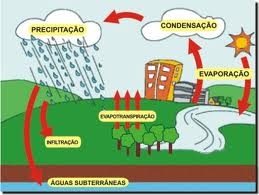 PRECIPITAÇÃO
CONDENSAÇÃO
EVAPORAÇÃO
EVAPOTRANSPIRAÇÃO
INFILTRAÇÃO
ÁGUAS SUBTERRÂNEAS